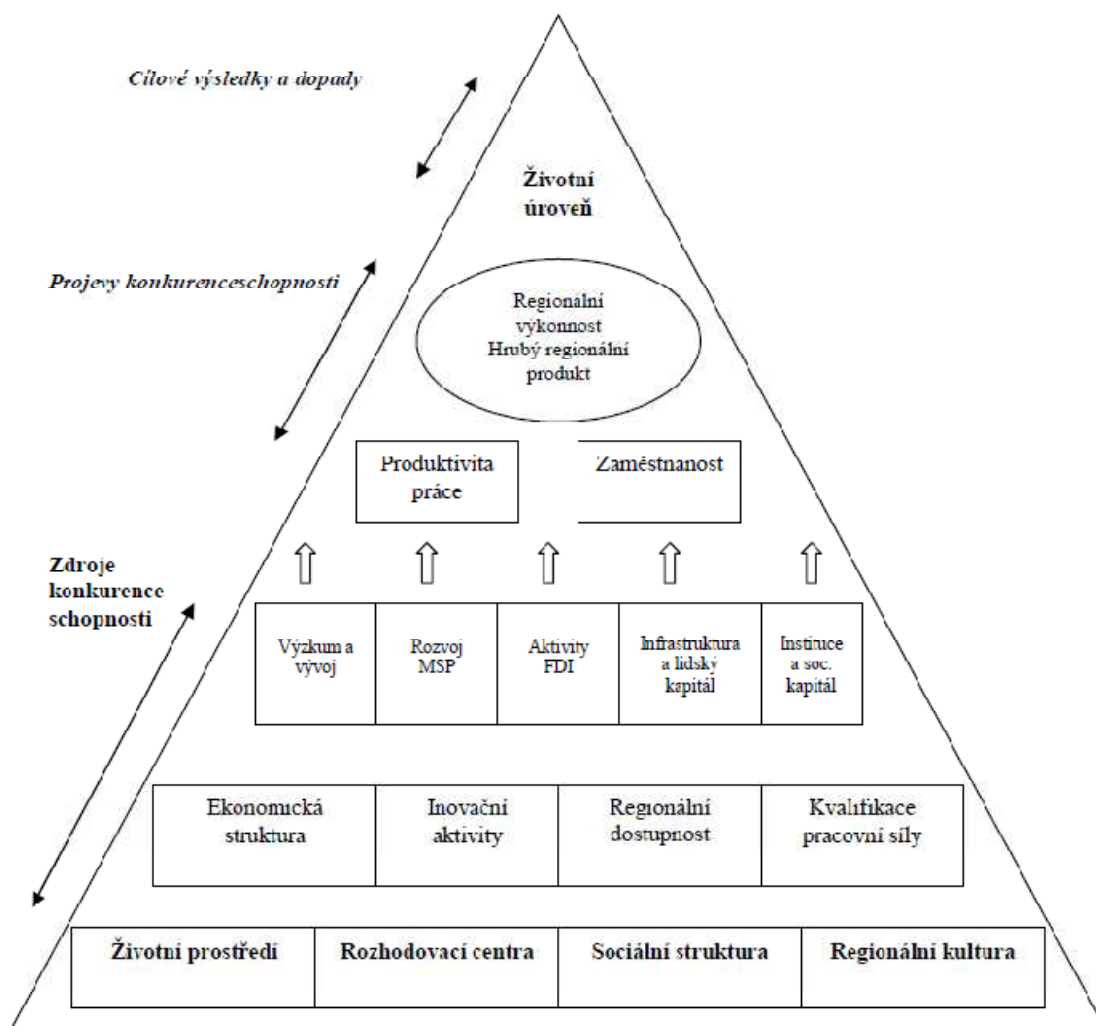 Cílové výsledky a dopady
Životní
úroveň
Projevy konkurenceschopnosti
Regionální
výkonnost
Hrubý regionální
produkt
Produktivita
práce
Zaměstnanost
Zdroje
konkurence
schopnosti
Výzkum a
vývoj
Rozvoj
MSP
Aktivity
FDI
Infrastruktura
a lidský
kapitál
Instituce
a soc.
kapitál
Ekonomická
struktura
Inovační
aktivity
Regionální
dostupnost
Kvalifikace
pracovní síly
Životní prostředí
Rozhodovací centra
Sociální struktura
Regionální kultura